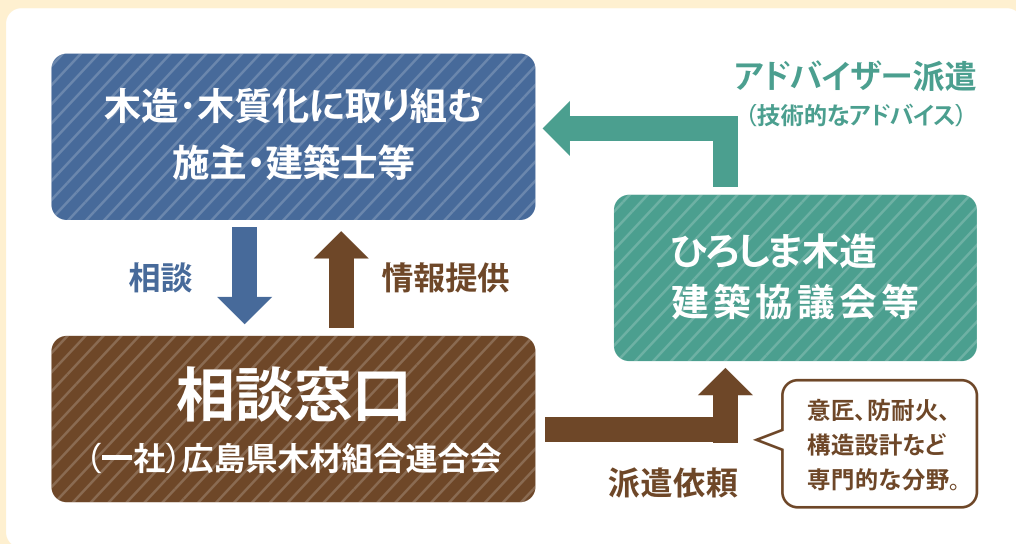 木造・木質化に取り組む
施主・建築士等
アドバイザー派遣
（技術的なアドバイス）
相談
情報提供
ひろしま木造
建築協議会等
相談窓口
（一社）広島県木材組合連合会
派遣依頼
意匠、防耐火、
構造設計など
専門的な分野。